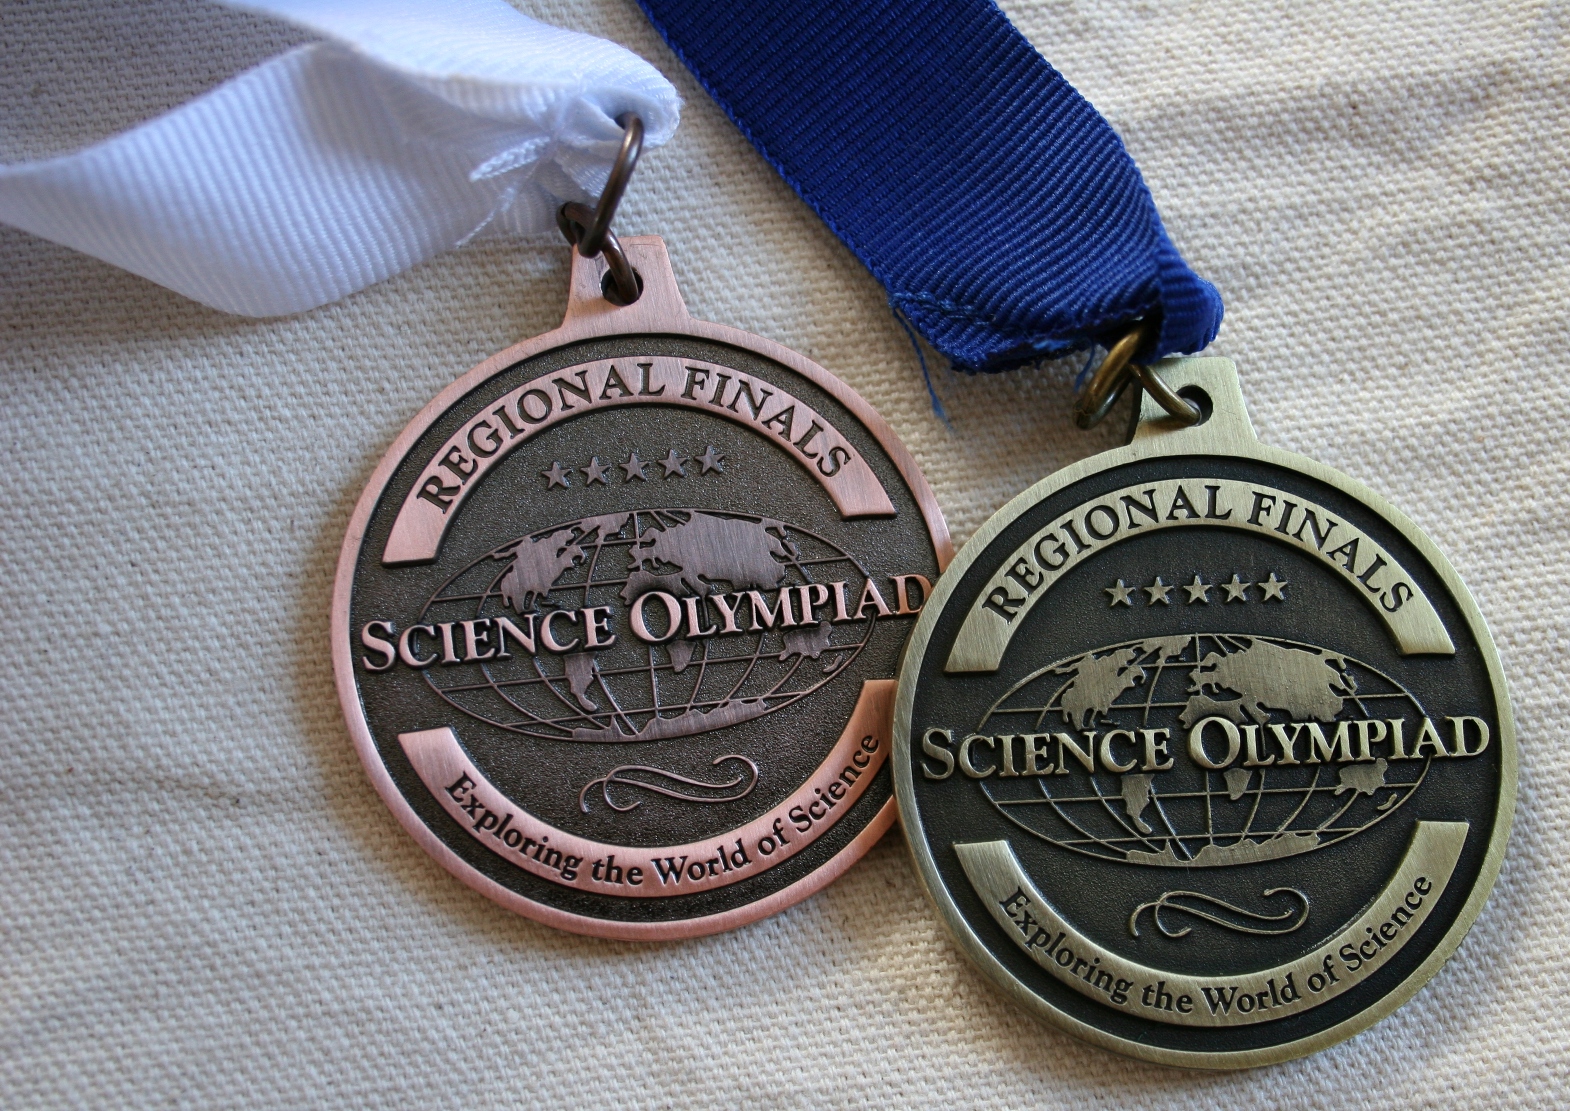 REGIONAL FINALS
SCIENCE OLYMPIAD
Exploring the World of Science
REGIONAL FINALS
SCIENCE OLYMPIAD
Exploring the World of Science